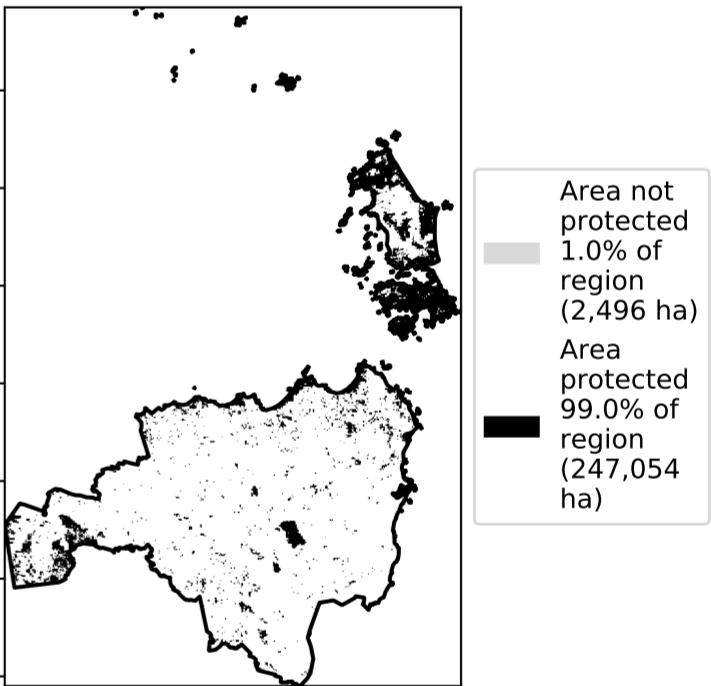 Area not
protected
1.0% of
region
(2,496 ha)
Area
protected
99.0% of
region
(247,054
ha)